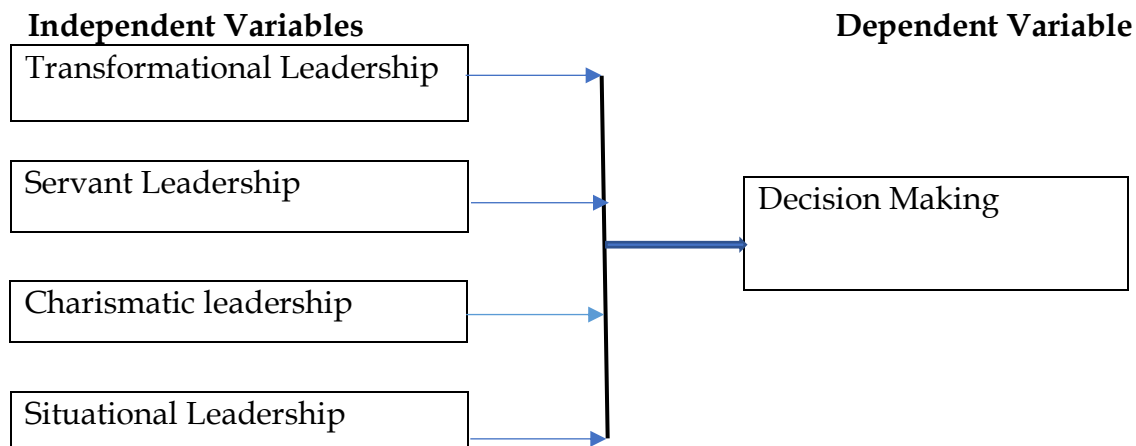 Independent Variables
Dependent Variable
Transformational Leadership
Servant Leadership
Decision Making
Charismatic leadership
Situational Leadership